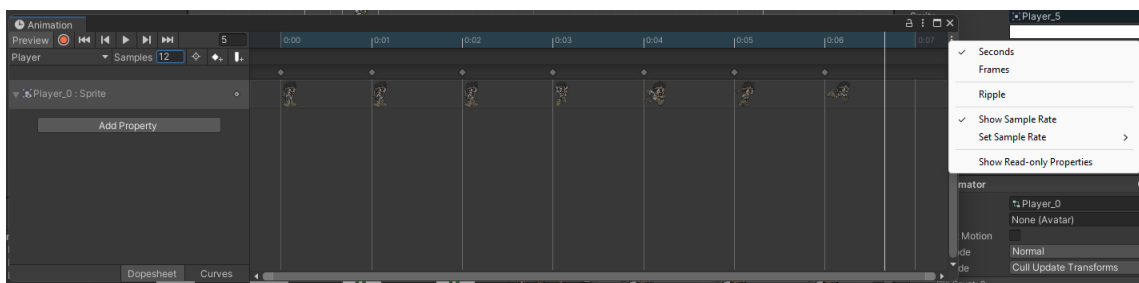 Animation
Player_5
Preview 5 0:00 0:01 0:02 0:03 0:04 0:05 0:06 0:07
Player Samples 12
Seconds
Frames
Player_0 : Sprite
Ripple
Add Property
Show Sample Rate
Set Sample Rate
Show Read-only Properties
mator
Player_0
None (Avatar)
Motion
ode Normal
de Cull Update Transforms
Dopesheet Curves